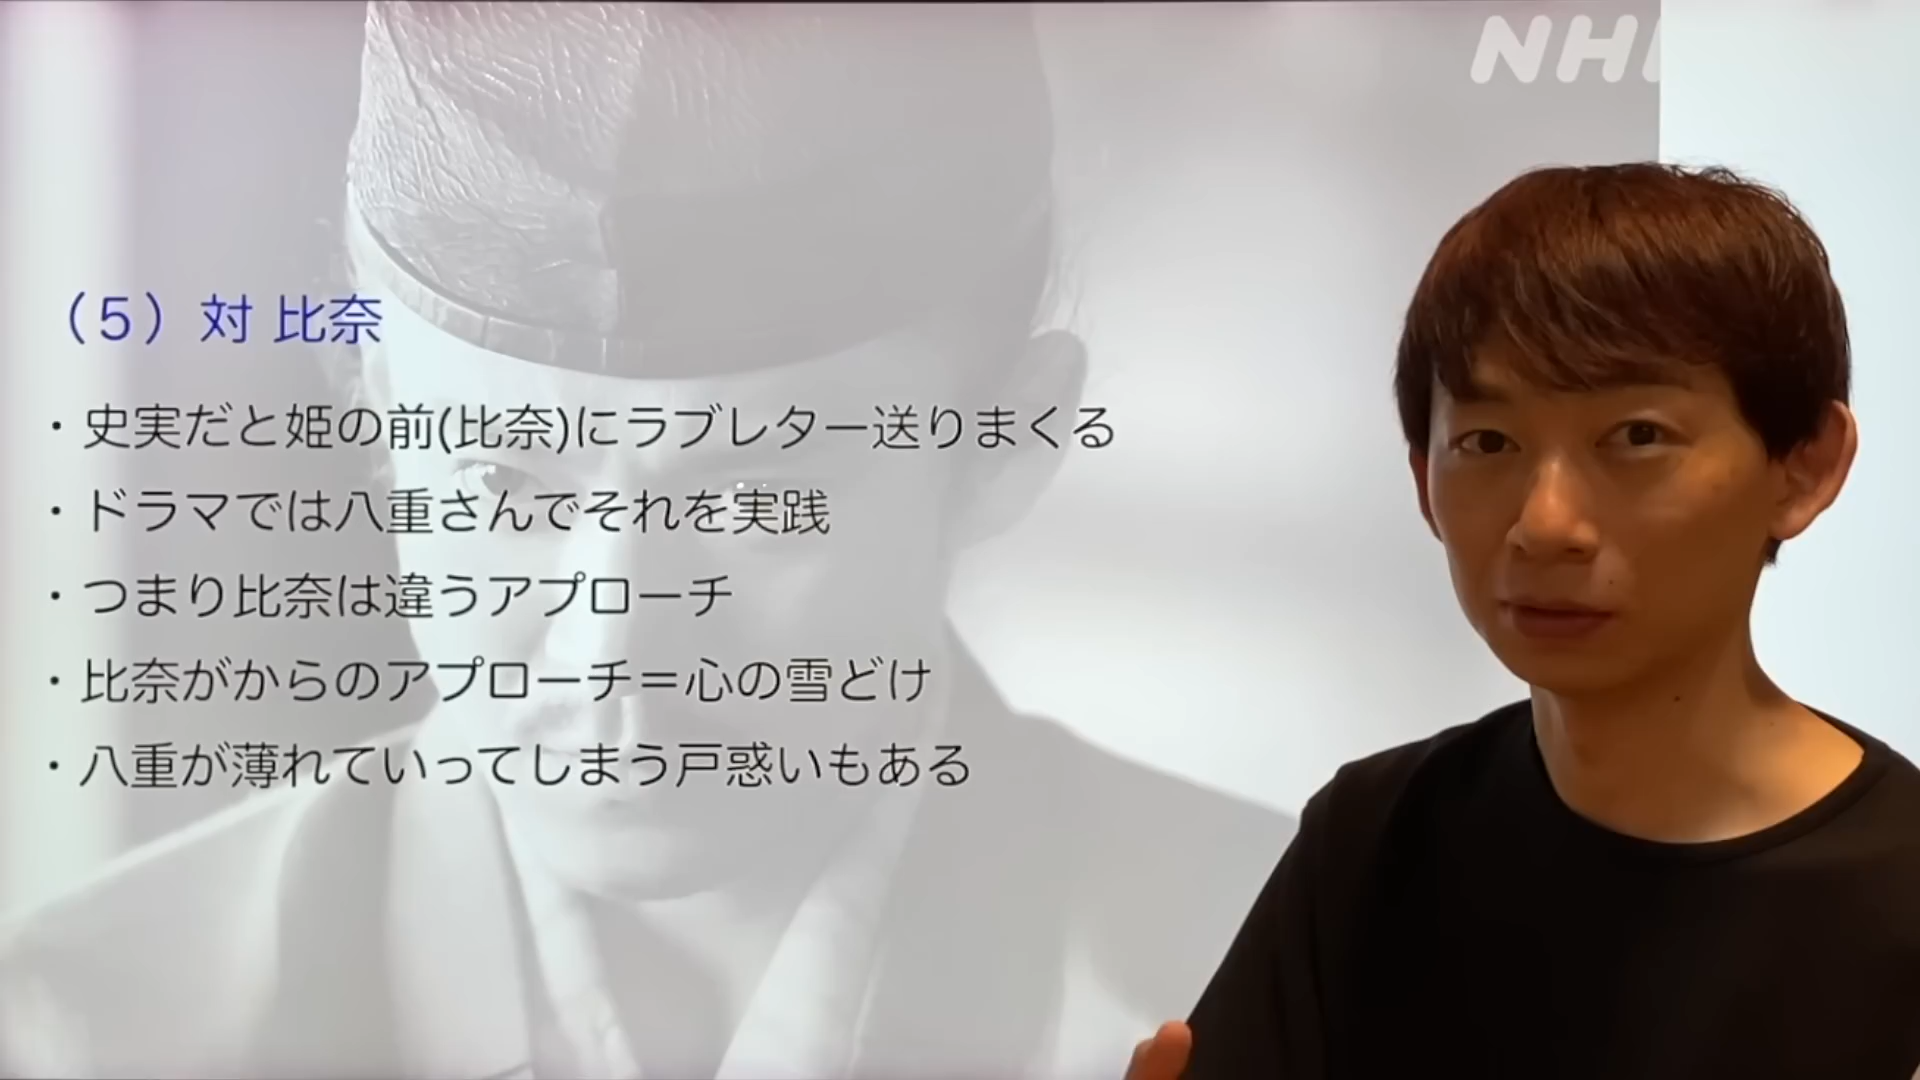 NHK
（5）対 比奈
・史実だと姫の前(比奈)にラブレター送りまくる
・ドラマでは八重さんでそれを実践
・つまり比奈は違うアプローチ
・比奈がからのアプローチ＝心の雪どけ
・八重が薄れていってしまう戸惑いもある